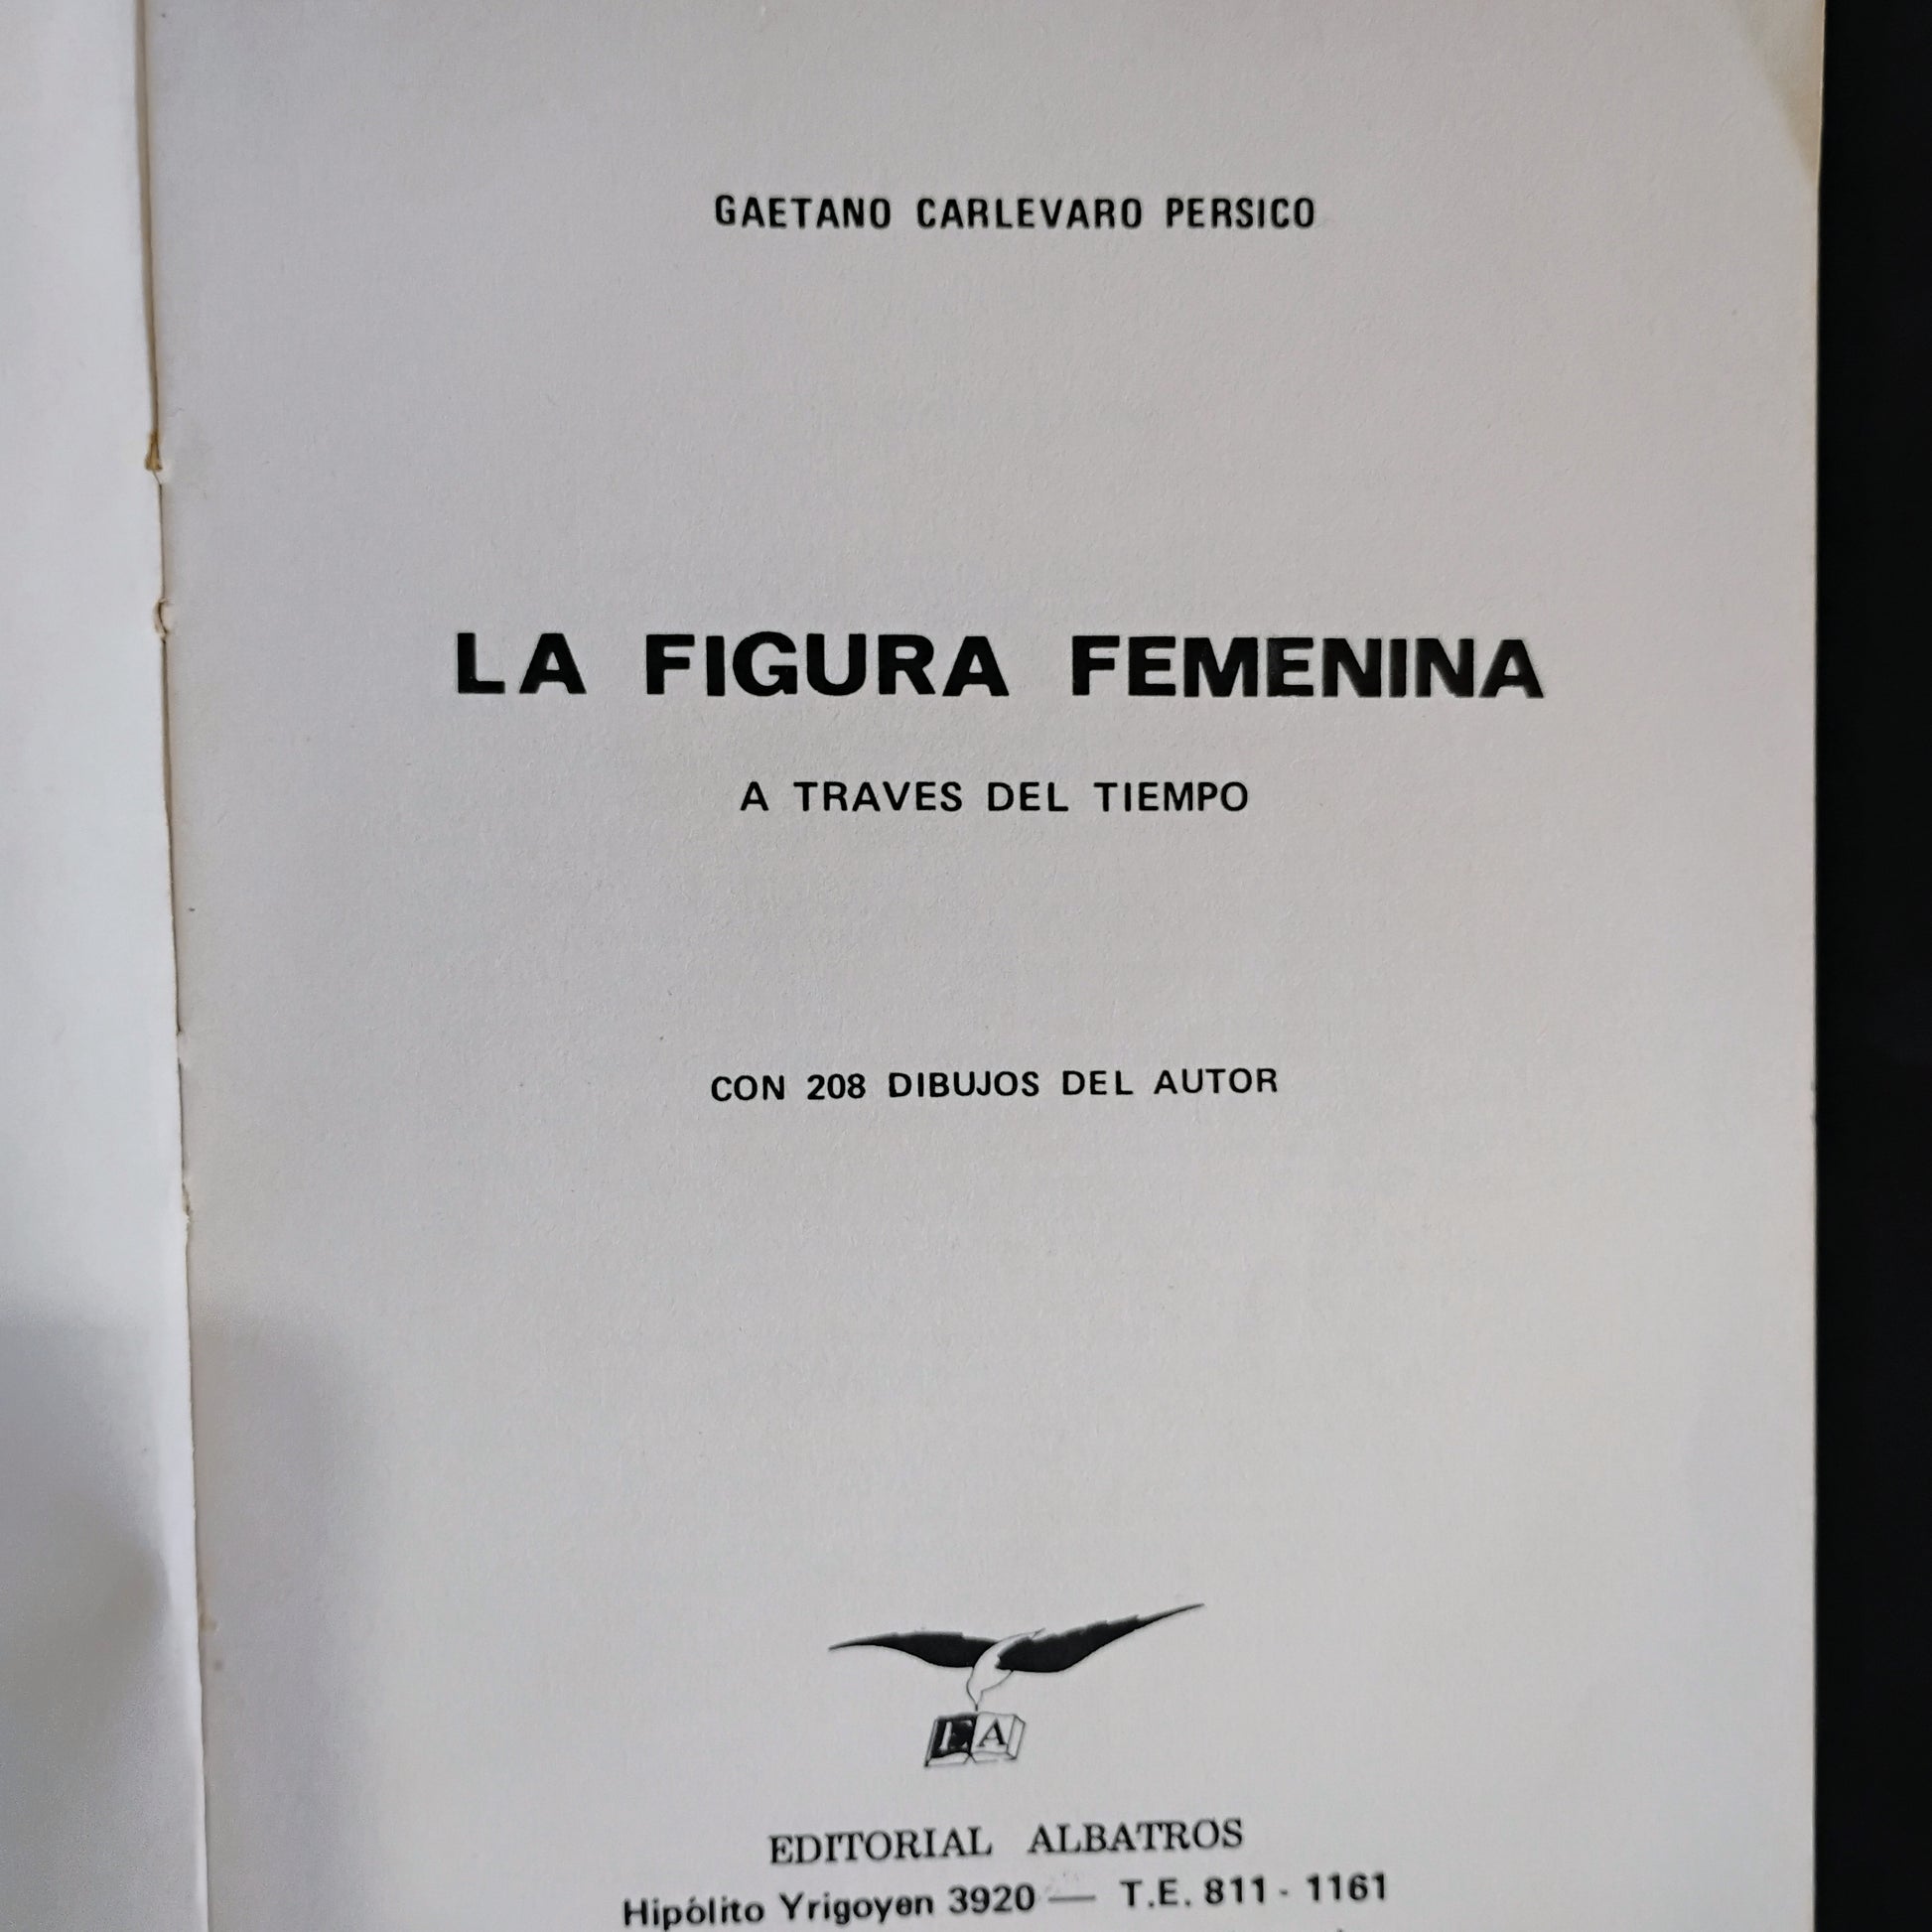 GAETANO CARLEVARO PERSICO
LA FIGURA FEMENINA
A TRAVES DEL TIEMPO
CON 208 DIBUJOS DEL AUTOR
EA
EDITORIAL ALBATROS
Hipólito Yrigoyen 3920 — T.E. 811 - 1161